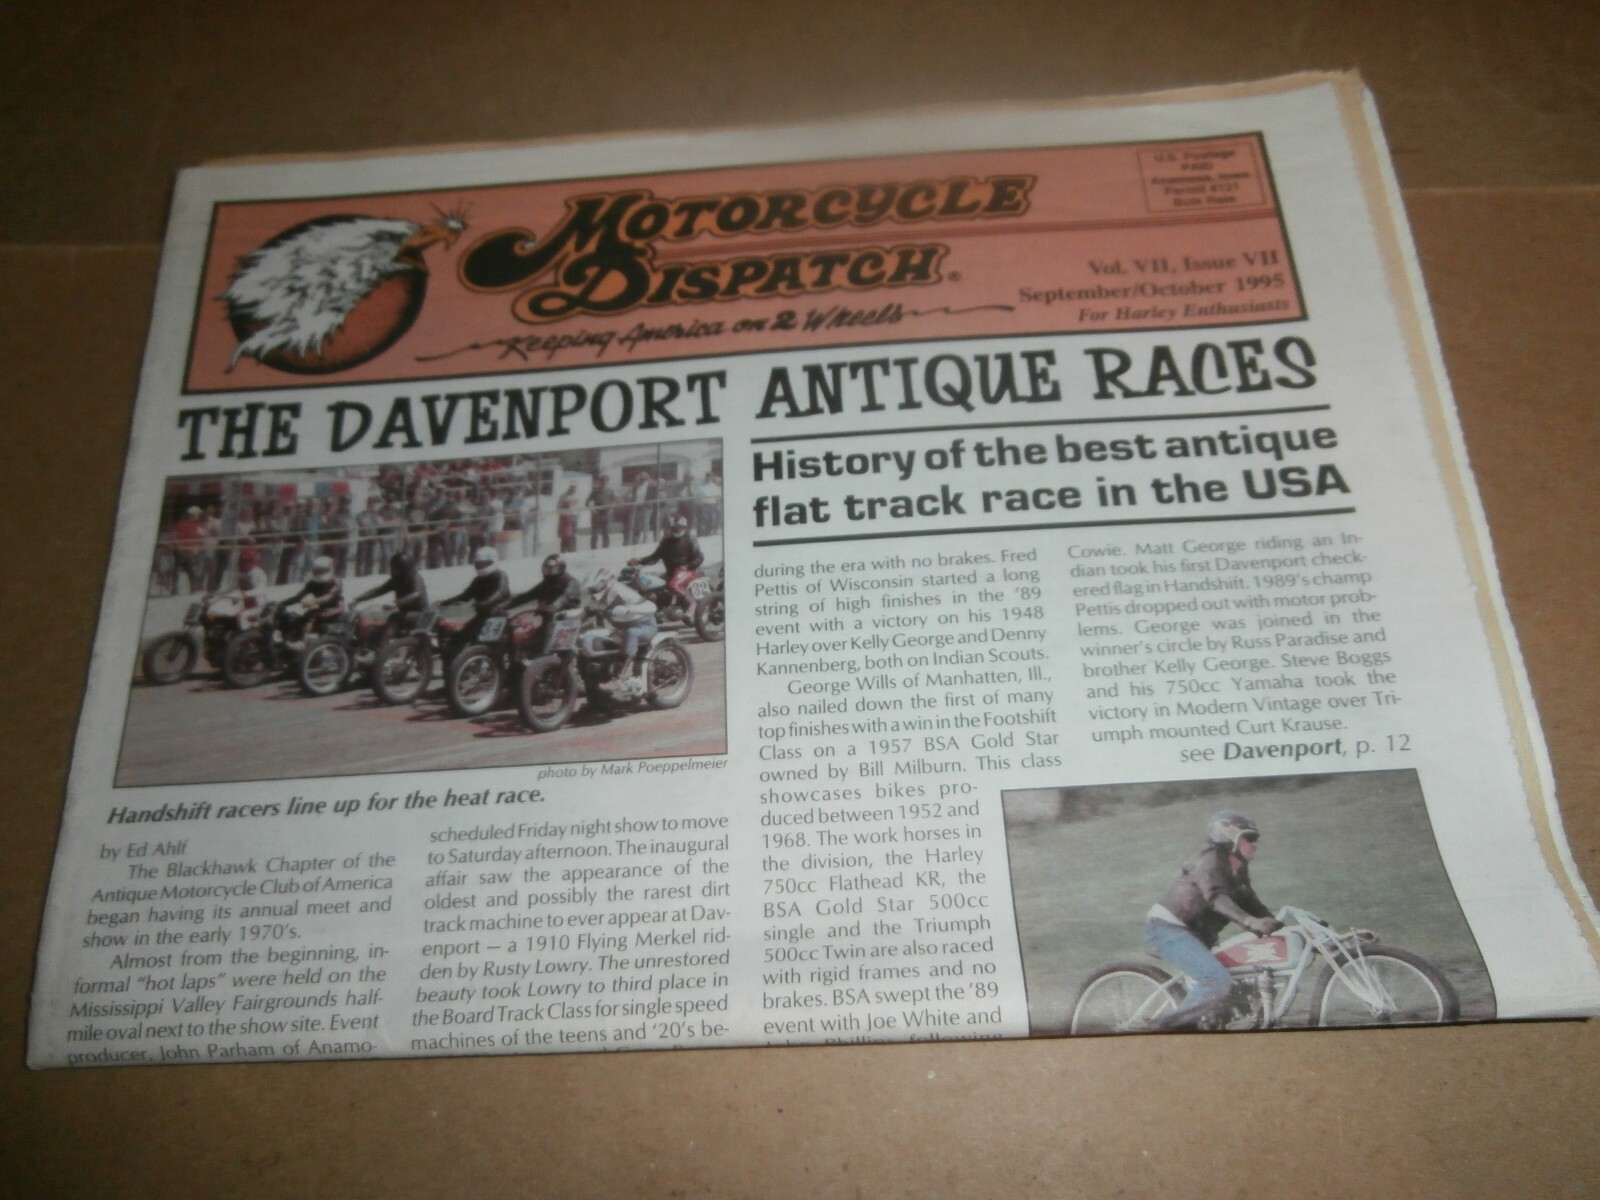 U.S. Postage
PAID
Anamosa, Iowa
Permit #121
Bulk Rate
MOTORCYCLE
DISPATCH®
Keeping America on 2 Wheels
Vol. VII, Issue VII
September/October 1995
For Harley Enthusiasts
THE DAVENPORT ANTIQUE RACES
History of the best antique
flat track race in the USA
photo by Mark Poeppelmeier
Handshift racers line up for the heat race.
by Ed Ahlf
The Blackhawk Chapter of the
Antique Motorcycle Club of America
began having its annual meet and
show in the early 1970's.
Almost from the beginning, in-
formal "hot laps" were held on the
Mississippi Valley Fairgrounds half-
mile oval next to the show site. Event
producer, John Parham of Anamo-
scheduled Friday night show to move
to Saturday afternoon. The inaugural
affair saw the appearance of the
oldest and possibly the rarest dirt
track machine to ever appear at Dav-
enport — a 1910 Flying Merkel rid-
den by Rusty Lowry. The unrestored
beauty took Lowry to third place in
the Board Track Class for single speed
machines of the teens and '20's be-
during the era with no brakes. Fred
Pettis of Wisconsin started a long
string of high finishes in the '89
event with a victory on his 1948
Harley over Kelly George and Denny
Kannenberg, both on Indian Scouts.
George Wills of Manhatten, Ill.,
also nailed down the first of many
top finishes with a win in the Footshift
Class on a 1957 BSA Gold Star
owned by Bill Milburn. This class
showcases bikes pro-
duced between 1952 and
1968. The work horses in
the division, the Harley
750cc Flathead KR, the
BSA Gold Star 500cc
single and the Triumph
500cc Twin are also raced
with rigid frames and no
brakes. BSA swept the '89
event with Joe White and
John Phillips following
Cowie. Matt George riding an In-
dian took his first Davenport check-
ered flag in Handshift. 1989's champ
Pettis dropped out with motor prob-
lems. George was joined in the
winner's circle by Russ Paradise and
brother Kelly George. Steve Boggs
and his 750cc Yamaha took the
victory in Modern Vintage over Tri-
umph mounted Curt Krause.
see Davenport, p. 12